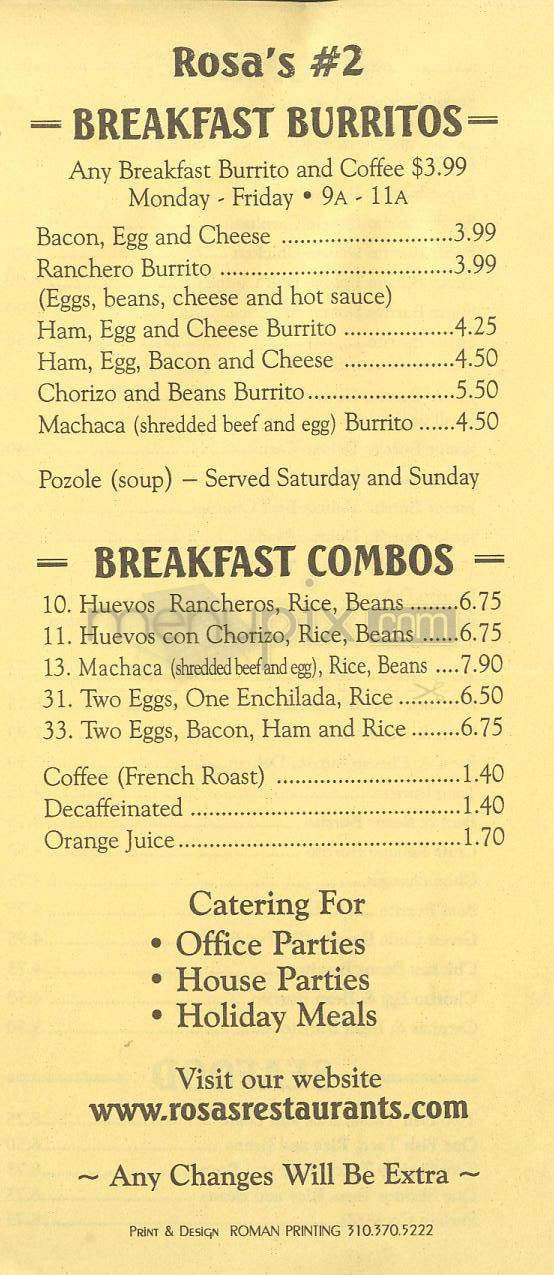 Rosa's #2
= BREAKFAST BURRITOS =
Any Breakfast Burrito and Coffee $3.99
Monday - Friday • 9A - 11A
Bacon, Egg and Cheese ............................3.99
Ranchero Burrito ......................................3.99
(Eggs, beans, cheese and hot sauce)
Ham, Egg and Cheese Burrito ..................4.25
Ham, Egg, Bacon and Cheese ..................4.50
Chorizo and Beans Burrito........................5.50
Machaca (shredded beef and egg) Burrito ......4.50
Pozole (soup) – Served Saturday and Sunday
= BREAKFAST COMBOS =
10. Huevos Rancheros, Rice, Beans ........6.75
11. Huevos con Chorizo, Rice, Beans ......6.75
13. Machaca (shredded beef and egg), Rice, Beans ....7.90
31. Two Eggs, One Enchilada, Rice ..........6.50
33. Two Eggs, Bacon, Ham and Rice ........6.75
menupix.com
Coffee (French Roast) ..............................1.40
Decaffeinated ............................................1.40
Orange Juice..............................................1.70
Catering For
• Office Parties
• House Parties
• Holiday Meals
Visit our website
www.rosasrestaurants.com
~ Any Changes Will Be Extra ~
Print & Design ROMAN PRINTING 310.370.5222